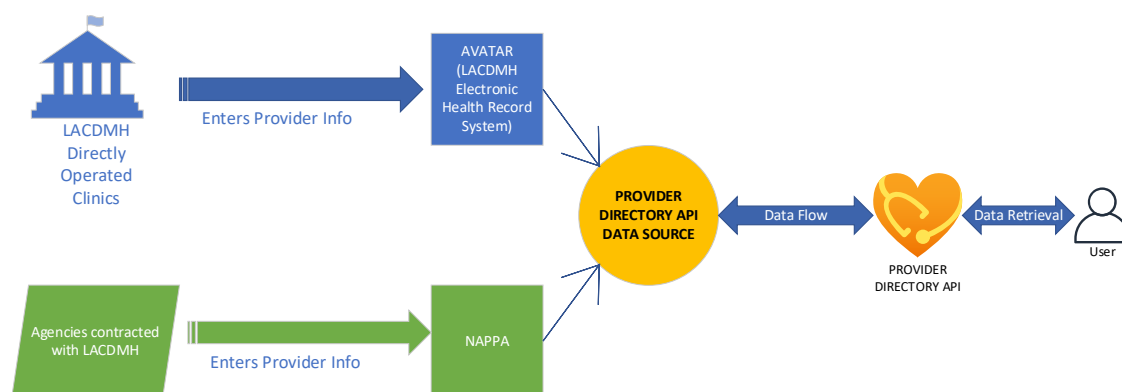 LACDMH
Directly
Operated
Clinics
Enters Provider Info
AVATAR
(LACDMH
Electronic
Health Record
System)
PROVIDER
DIRECTORY API
DATA SOURCE
Data Flow
PROVIDER
DIRECTORY API
Data Retrieval
User
Agencies contracted
with LACDMH
Enters Provider Info
NAPPA